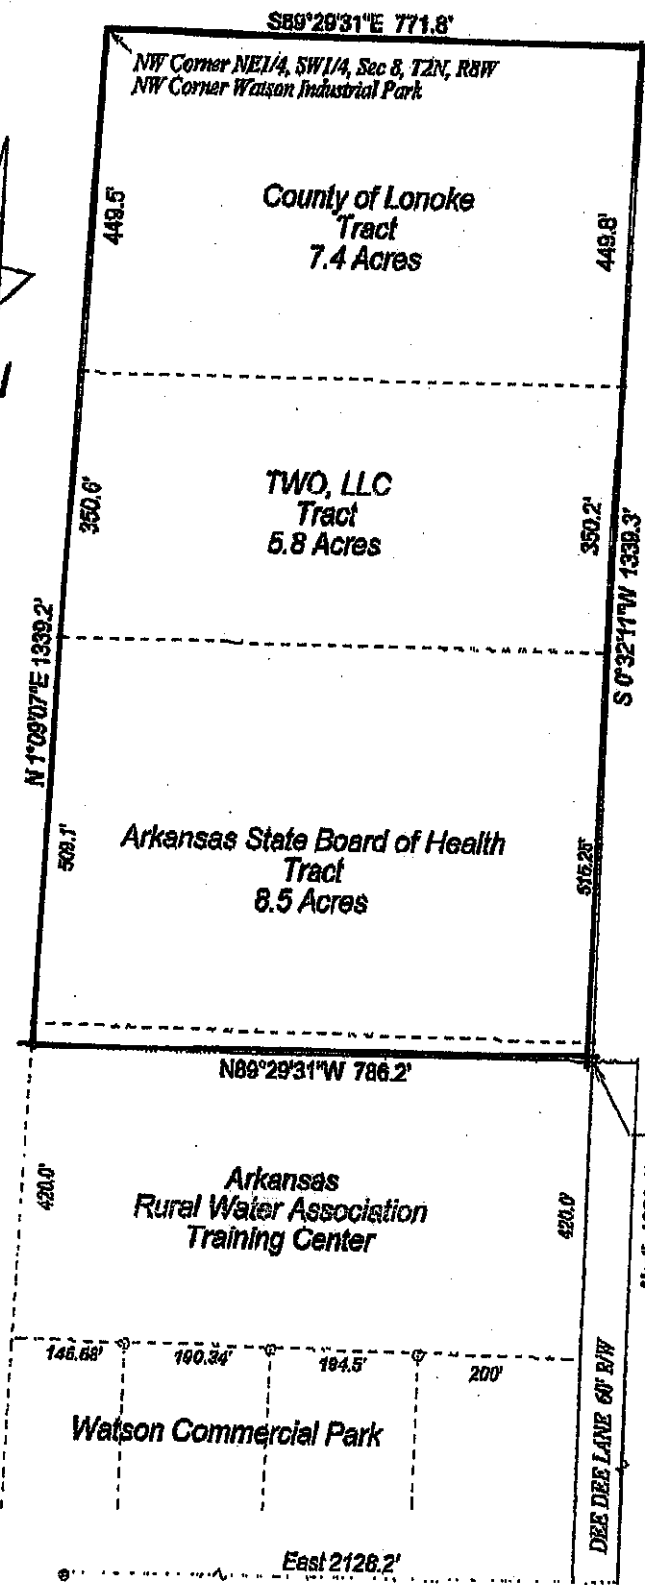 S89°29'31"E 771.8'
NW Corner NE1/4, SW1/4, Sec 8, T2N, R8W
NW Corner Watson Industrial Park
449.5'
County of Lonoke
Tract
7.4 Acres
449.8'
350.6'
TWO, LLC
Tract
5.8 Acres
350.2'
N 1°09'07"E 1339.2'
S 0°32'11"W 1339.3'
509.1'
Arkansas State Board of Health
Tract
8.5 Acres
515.25'
N89°29'31"W 786.2'
420.0'
Arkansas
Rural Water Association
Training Center
420.0'
146.68'
190.34'
194.5'
200'
Watson Commercial Park
DEE DEE LANE 60' R/W
East 2126.2'